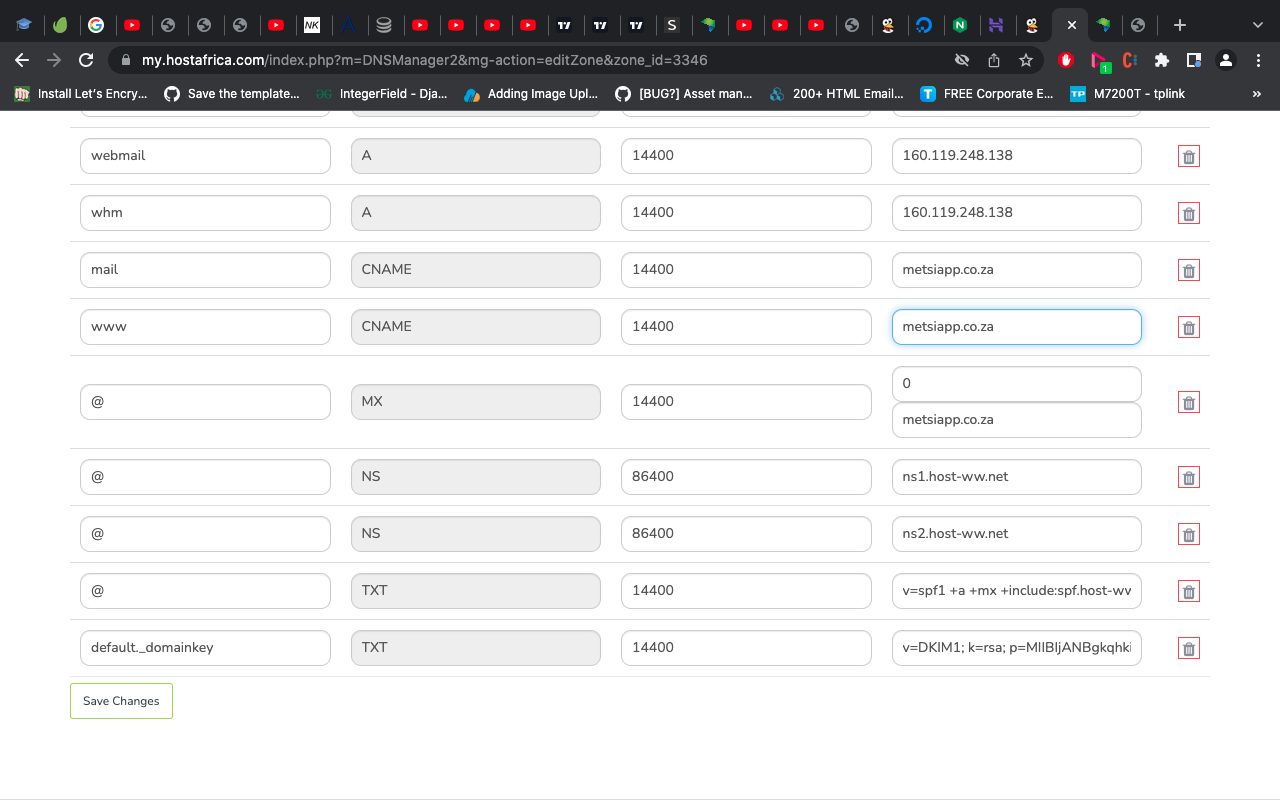 NK
S
my.hostafrica.com/index.php?m=DNSManager2&mg-action=editZone&zone_id=3346
1
Install Let's Encry...
Save the template...
IntegerField - Dja...
Adding Image Upl...
[BUG?] Asset man...
200+ HTML Email...
T
FREE Corporate E...
TP
M7200T - tplink
»
webmail A 14400 160.119.248.138
whm A 14400 160.119.248.138
mail CNAME 14400 metsiapp.co.za
www CNAME 14400 metsiapp.co.za
@ MX 14400 0
metsiapp.co.za
@ NS 86400 ns1.host-ww.net
@ NS 86400 ns2.host-ww.net
@ TXT 14400 v=spf1 +a +mx +include:spf.host-wv
default._domainkey TXT 14400 v=DKIM1; k=rsa; p=MIIBIjANBgkqhki
Save Changes